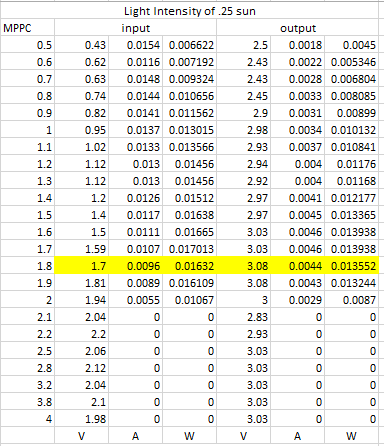 Light Intensity of .25 sun
MPPC input output
0.5 0.43 0.0154 0.006622 2.5 0.0018 0.0045
0.6 0.62 0.0116 0.007192 2.43 0.0022 0.005346
0.7 0.63 0.0148 0.009324 2.43 0.0028 0.006804
0.8 0.74 0.0144 0.010656 2.45 0.0033 0.008085
0.9 0.82 0.0141 0.011562 2.9 0.0031 0.00899
1 0.95 0.0137 0.013015 2.98 0.0034 0.010132
1.1 1.02 0.0133 0.013566 2.93 0.0037 0.010841
1.2 1.12 0.013 0.01456 2.94 0.004 0.01176
1.3 1.12 0.013 0.01456 2.92 0.004 0.01168
1.4 1.2 0.0126 0.01512 2.97 0.0041 0.012177
1.5 1.4 0.0117 0.01638 2.97 0.0045 0.013365
1.6 1.5 0.0111 0.01665 3.03 0.0046 0.013938
1.7 1.59 0.0107 0.017013 3.03 0.0046 0.013938
1.8 1.7 0.0096 0.01632 3.08 0.0044 0.013552
1.9 1.81 0.0089 0.016109 3.08 0.0043 0.013244
2 1.94 0.0055 0.01067 3 0.0029 0.0087
2.1 2.04 0 0 2.83 0 0
2.2 2.2 0 0 2.93 0 0
2.5 2.06 0 0 3.03 0 0
2.8 2.12 0 0 3.03 0 0
3.2 2.04 0 0 3.03 0 0
3.8 2.1 0 0 3.03 0 0
4 1.98 0 0 3.03 0 0
V A W V A W